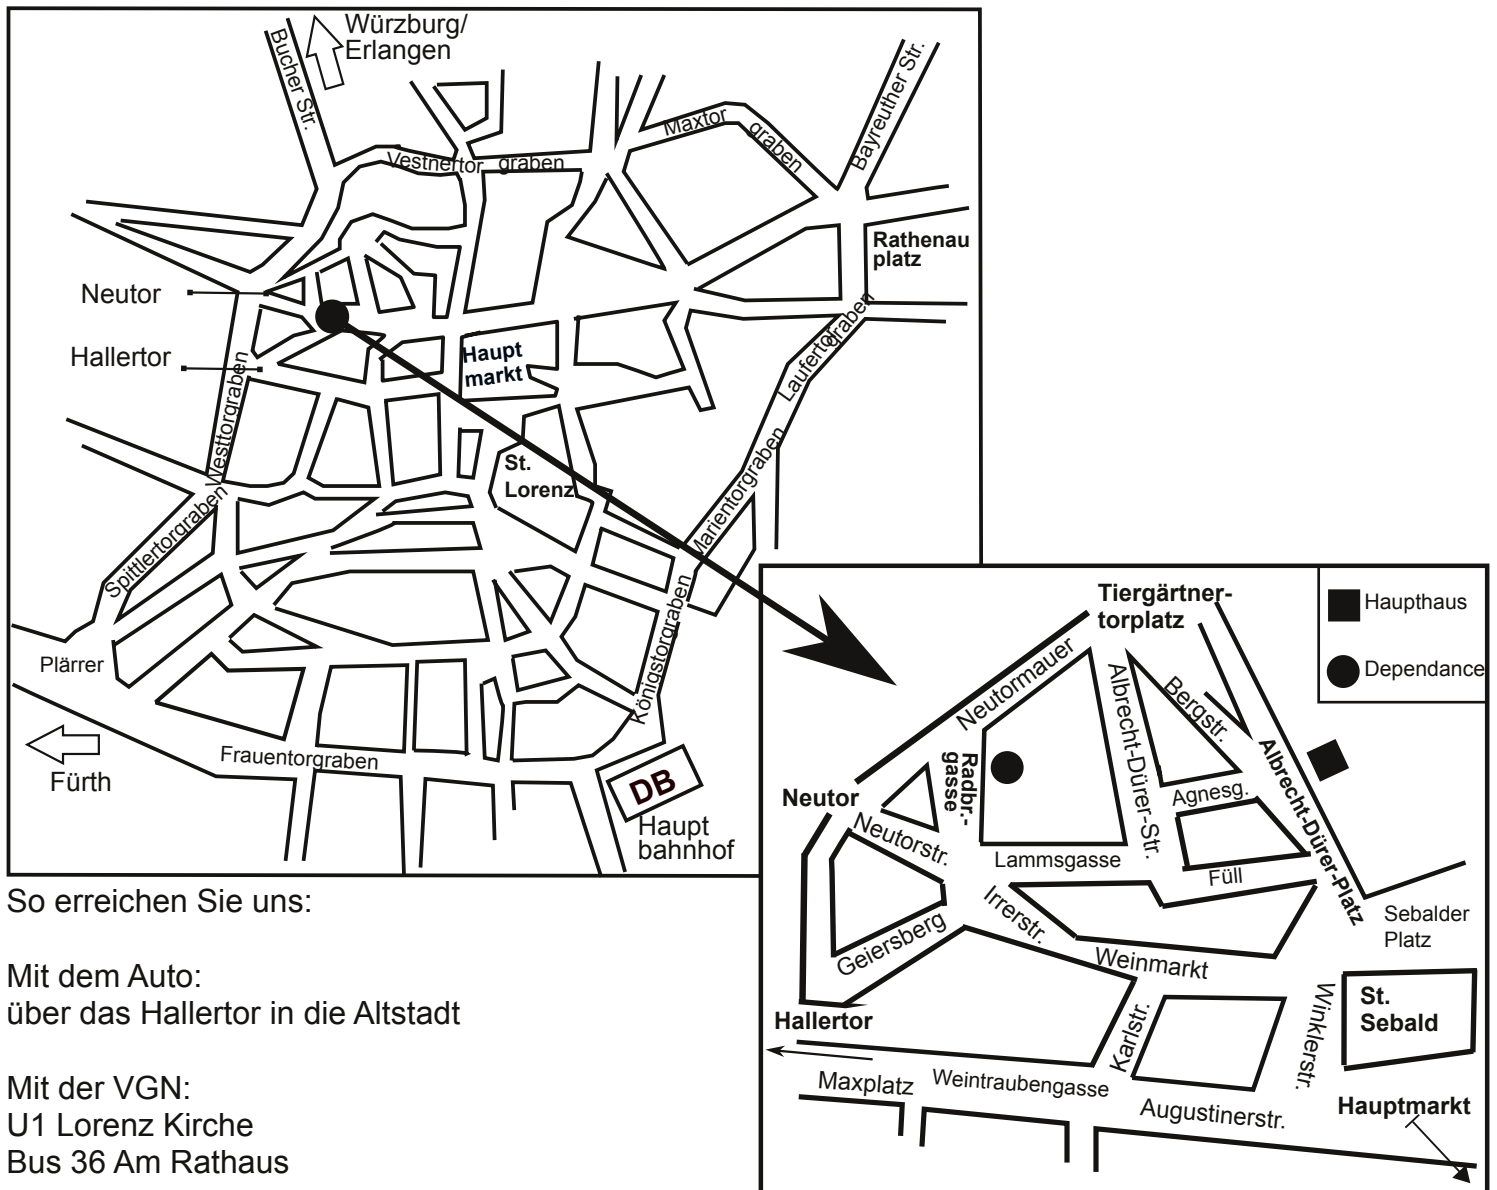 Würzburg/
Erlangen
Bucher Str.
Vestnertor graben
Maxtor graben
Bayreuther Str.
Rathenau
platz
Neutor
Hallertor
Haupt
markt
Laufertorgraben
Westtorgraben
St.
Lorenz
Marientorgraben
Spittlertorgraben
Königstorgraben
Plärrer
Frauentorgraben
Fürth
DB
Haupt
bahnhof
Tiergärtner-
torplatz
Haupthaus
Dependance
Neutormauer
Albrecht-Dürer-Str.
Bergstr.
Radbr.-
gasse
Albrecht-Dürer-Platz
Neutor
Agnesg.
Neutorstr.
Lammsgasse
Füll
Irrerstr.
Geiersberg
Sebalder
Platz
Weinmarkt
Winklerstr.
St.
Sebald
Hallertor
Karlstr.
Maxplatz
Weintraubengasse
Augustinerstr.
Hauptmarkt
So erreichen Sie uns:
Mit dem Auto:
über das Hallertor in die Altstadt
Mit der VGN:
U1 Lorenz Kirche
Bus 36 Am Rathaus